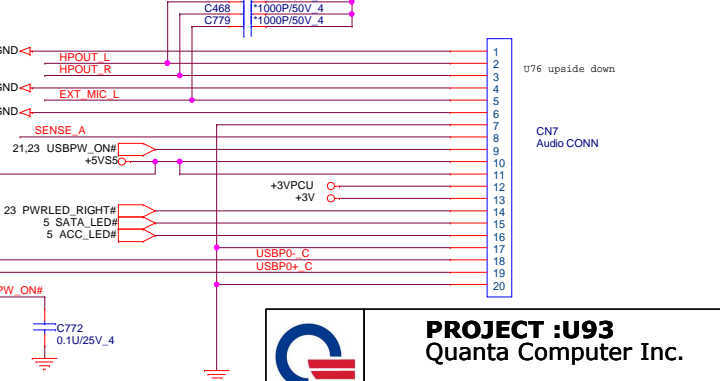 C468 *1000P/50V_4
C779 *1000P/50V_4
GND
HPOUT_L
HPOUT_R
GND
EXT_MIC_L
GND
SENSE_A
21,23 USBPW_ON#
+5VS5
+3VPCU
+3V
23 PWRLED_RIGHT#
5 SATA_LED#
5 ACC_LED#
USBP0-_C
USBP0+_C
PW_ON#
C772
0.1U/25V_4
1
2
3
4
5
6
7
8
9
10
11
12
13
14
15
16
17
18
19
20
U76 upside down
CN7
Audio CONN
PROJECT :U93
Quanta Computer Inc.